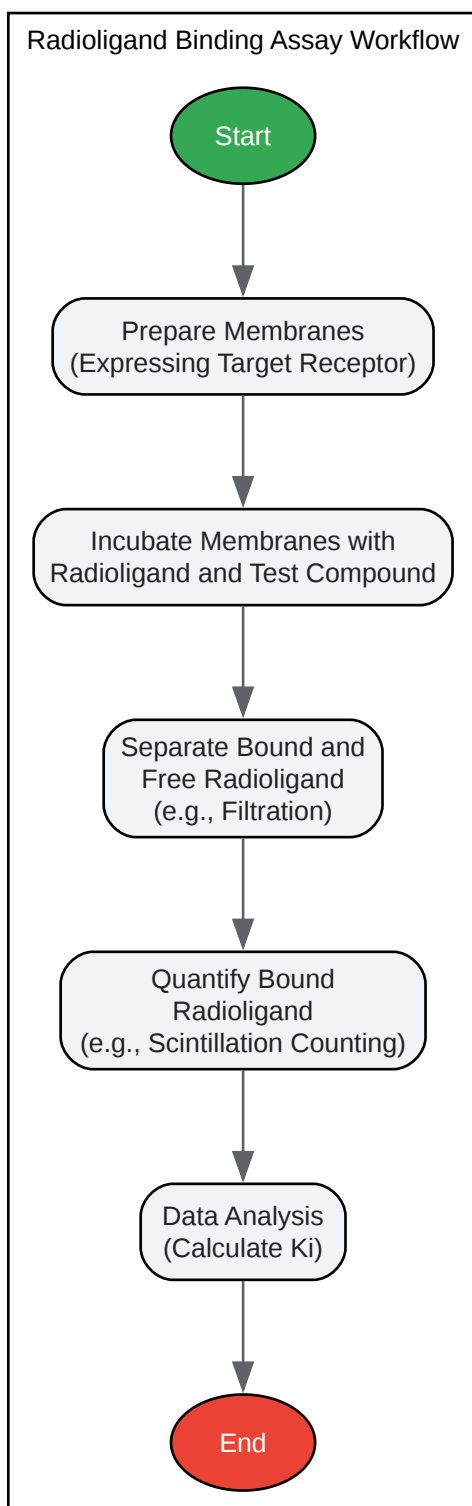 Radioligand Binding Assay Workflow
Start
Prepare Membranes
(Expressing Target Receptor)
Incubate Membranes with
Radioligand and Test Compound
Separate Bound and
Free Radioligand
(e.g., Filtration)
Quantify Bound
Radioligand
(e.g., Scintillation Counting)
Data Analysis
(Calculate Ki)
End